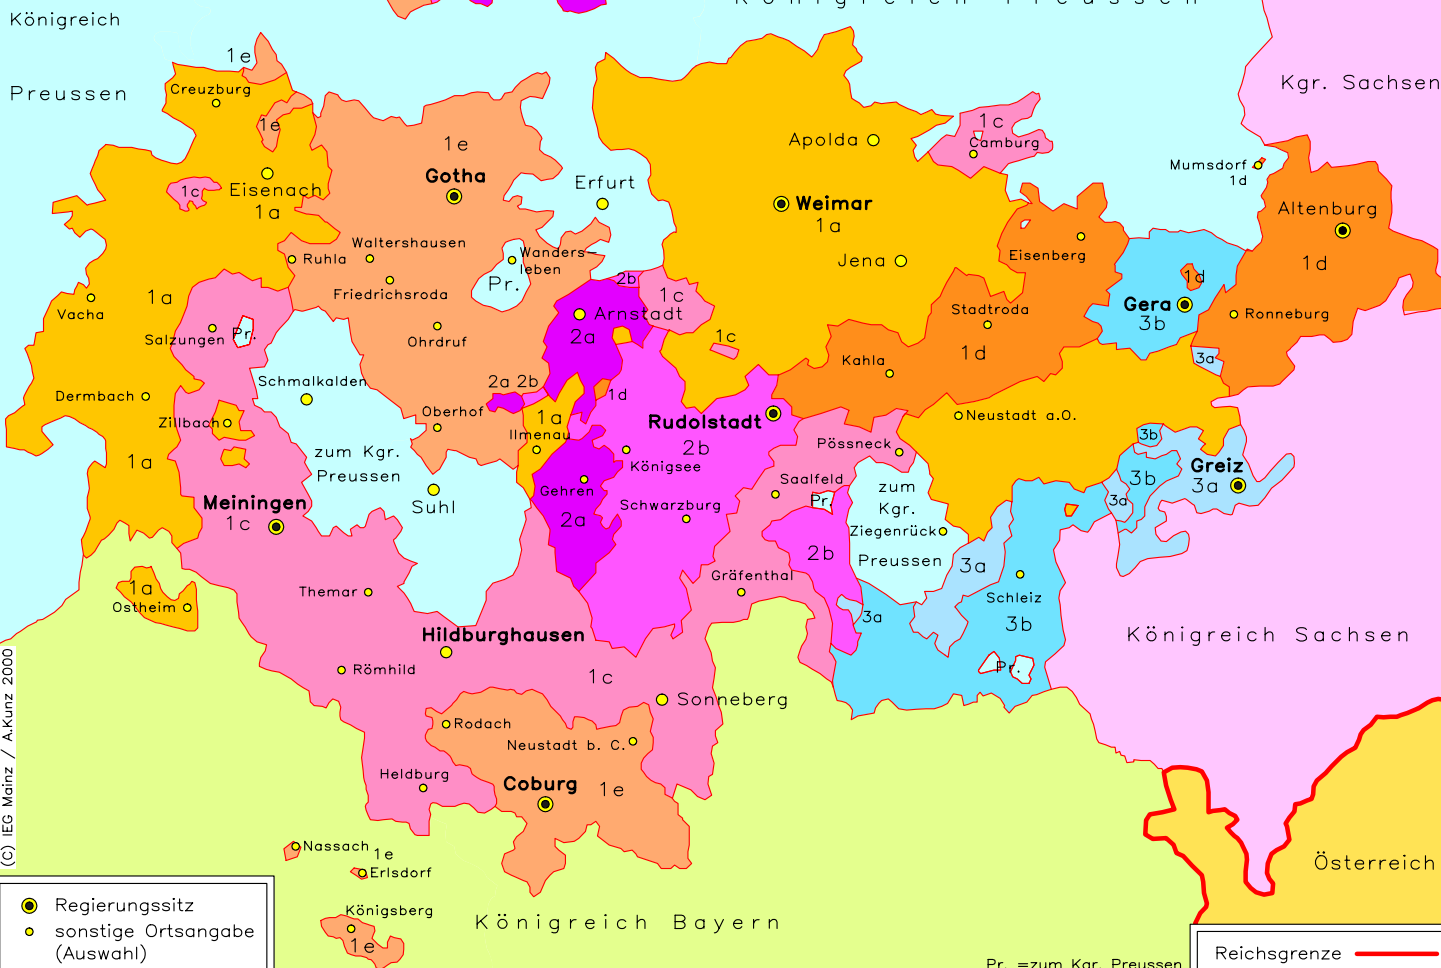 Königreich
Königreich Preussen
1e
Kgr. Sachsen
Creuzburg
Preussen
1e
1c
Apolda
Camburg
1e
Gotha
Mumsdorf
1d
Eisenach
1c
1a
Erfurt
Weimar
1a
Altenburg
Waltershausen
Wanders-
leben
Ruhla
Eisenberg
Jena
1d
Pr.
2b
1d
Friedrichsroda
1a
1c
Vacha
Arnstadt
Stadtroda
Gera
3b
Ronneburg
Salzungen
Pr.
Ohrdruf
2a
1c
1d
Kahla
3a
Schmalkalden
2a 2b
1d
Dermbach
Oberhof
1a
Zillbach
Rudolstadt
Neustadt a.O.
Ilmenau
2b
Pössneck
3b
zum Kgr.
Preussen
1a
Königsee
Greiz
3a
3b
Saalfeld
zum
Kgr.
Gehren
Pr.
3a
Meiningen
1c
Suhl
Schwarzburg
2a
Ziegenrück
2b
Preussen
3a
Gräfenthal
1a
Ostheim
Themar
Schleiz
3a
3b
Hildburghausen
Königreich Sachsen
Römhild
1c
Pr.
Sonneberg
Rodach
Neustadt b. C.
Heldburg
Coburg
1e
(C) IEG Mainz / A.Kunz 2000
Nassach
1e
Erlsdorf
Österreich
Königsberg
1e
Königreich Bayern
Regierungssitz
sonstige Ortsangabe
(Auswahl)
Reichsgrenze
Pr. =zum Kgr. Preussen